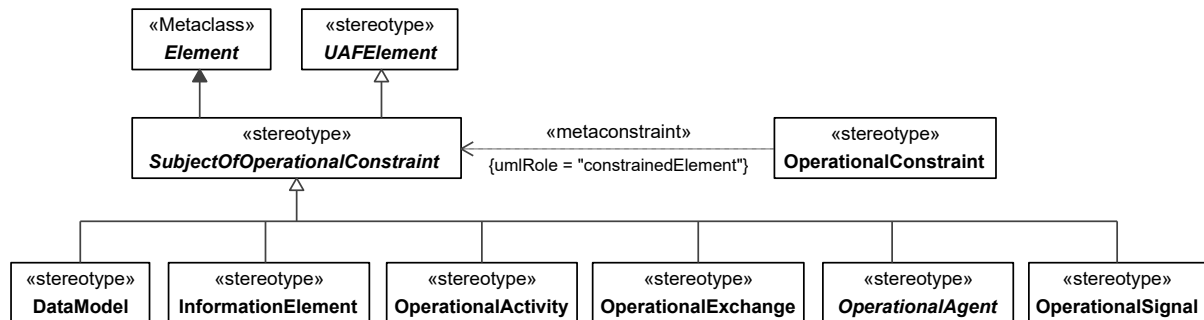 «Metaclass»
Element
«stereotype»
UAFElement
«stereotype»
SubjectOfOperationalConstraint
«metaconstraint»
{umlRole = "constrainedElement"}
«stereotype»
OperationalConstraint
«stereotype»
DataModel
«stereotype»
InformationElement
«stereotype»
OperationalActivity
«stereotype»
OperationalExchange
«stereotype»
OperationalAgent
«stereotype»
OperationalSignal